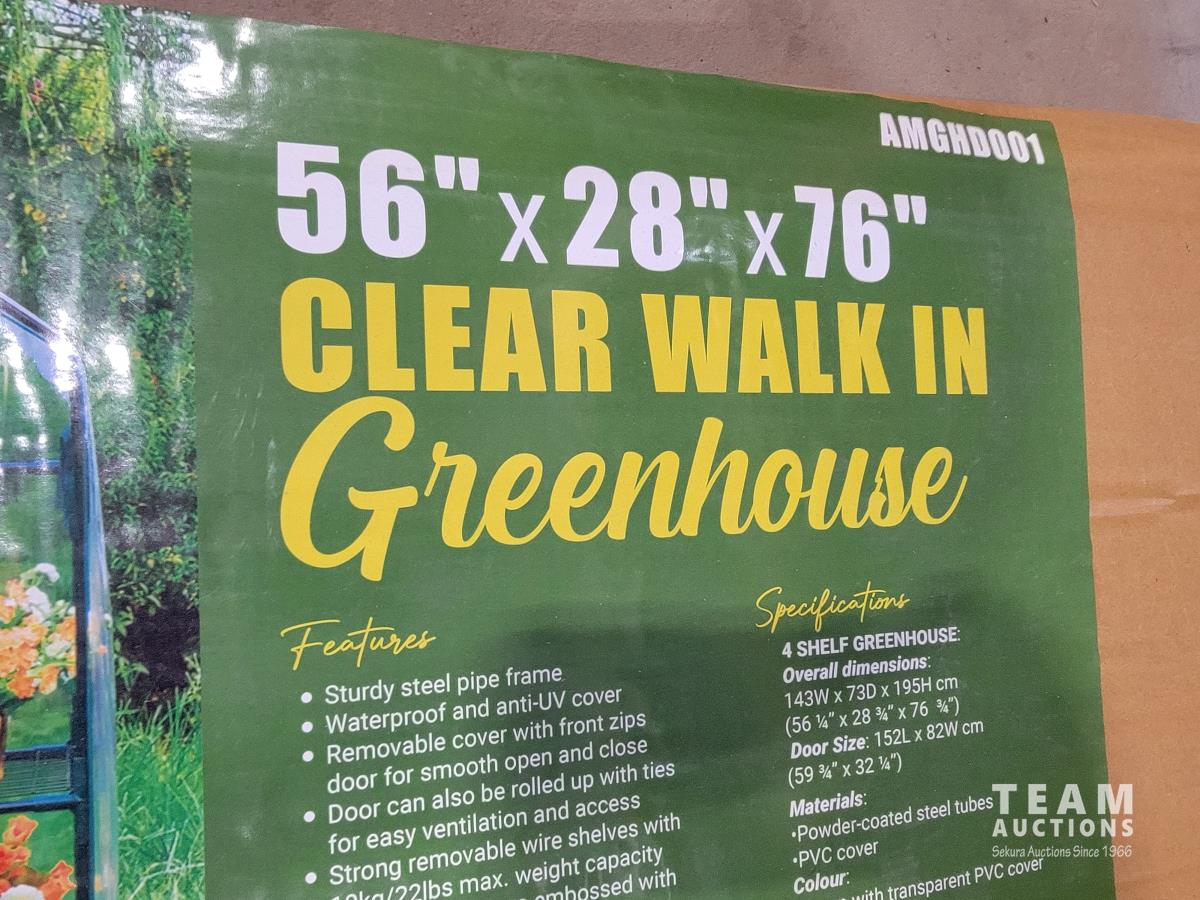 AMGHD001
56" x 28" x 76"
CLEAR WALK IN
Greenhouse
Features
• Sturdy steel pipe frame
• Waterproof and anti-UV cover
• Removable cover with front zips
door for smooth open and close
• Door can also be rolled up with ties
for easy ventilation and access
• Strong removable wire shelves with
10kg/22lbs max. weight capacity
embossed with
Specifications
4 SHELF GREENHOUSE:
Overall dimensions:
143W x 73D x 195H cm
(56 ¼" x 28 ¾" x 76 ¾")
Door Size: 152L x 82W cm
(59 ¾" x 32 ¼")
Materials:
•Powder-coated steel tubes
•PVC cover
Colour:
with transparent PVC cover
TEAM
AUCTIONS
Sekura Auctions Since 1966